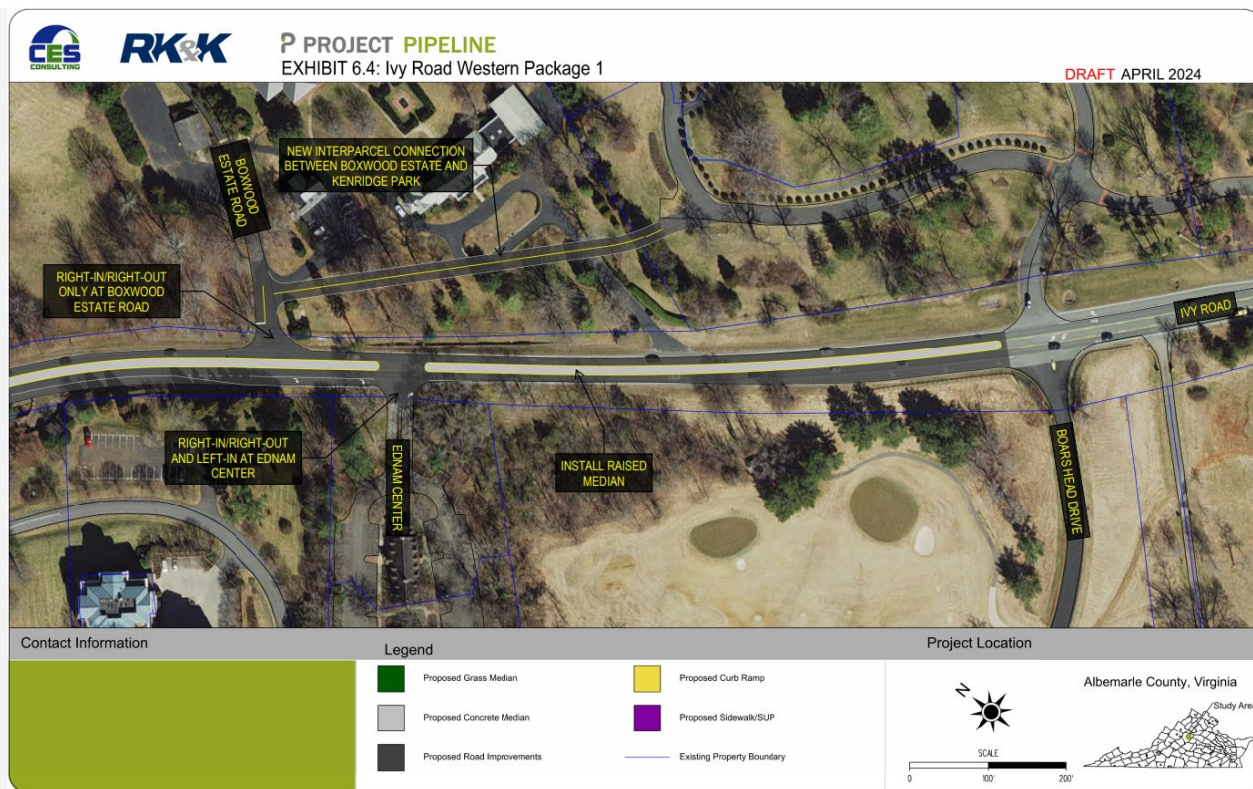 CES
CONSULTING
RK&K
PROJECT PIPELINE
EXHIBIT 6.4: Ivy Road Western Package 1
DRAFT APRIL 2024
NEW INTERPARCEL CONNECTION
BETWEEN BOXWOOD ESTATE AND
KENRIDGE PARK
BOXWOOD
ESTATE ROAD
RIGHT-IN/RIGHT-OUT
ONLY AT BOXWOOD
ESTATE ROAD
IVY ROAD
RIGHT-IN/RIGHT-OUT
AND LEFT-IN AT EDNAM
CENTER
EDNAM CENTER
INSTALL RAISED
MEDIAN
BOARS HEAD DRIVE
Contact Information
Legend
Proposed Grass Median
Proposed Concrete Median
Proposed Road Improvements
Proposed Curb Ramp
Proposed Sidewalk/SUP
Existing Property Boundary
Project Location
N
SCALE
0 100' 200'
Albemarle County, Virginia
Study Area